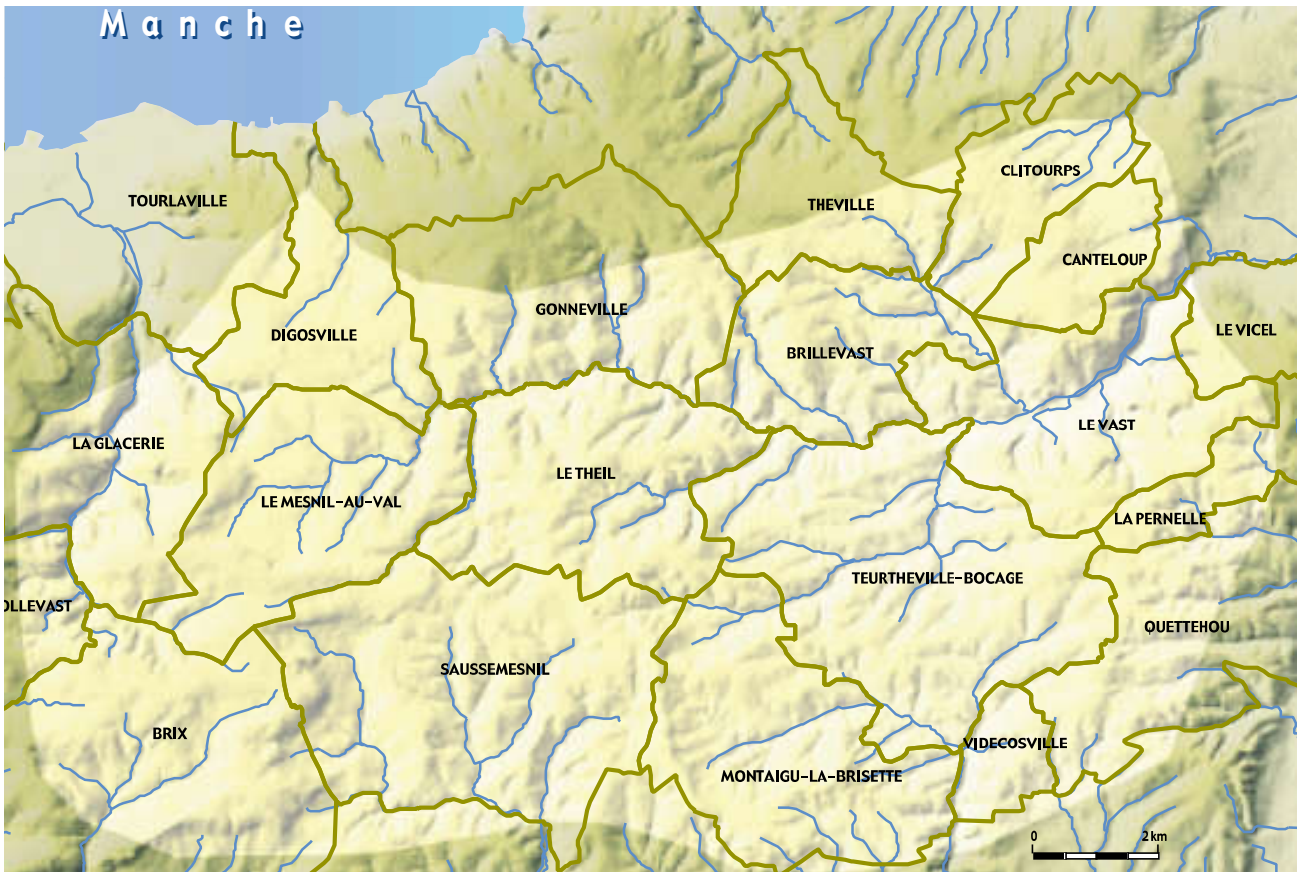 Manche
CLITOURPS
TOURLAVILLE
THEVILLE
CANTELOUP
GONNEVILLE
LE VICEL
DIGOSVILLE
BRILLEVAST
LE VAST
LA GLACERIE
LE THEIL
LE MESNIL-AU-VAL
LA PERNELLE
TEURTHEVILLE-BOCAGE
OLLEVAST
QUETTEHOU
SAUSSEMESNIL
BRIX
VIDECOSVILLE
MONTAIGU-LA-BRISETTE
0 2 km